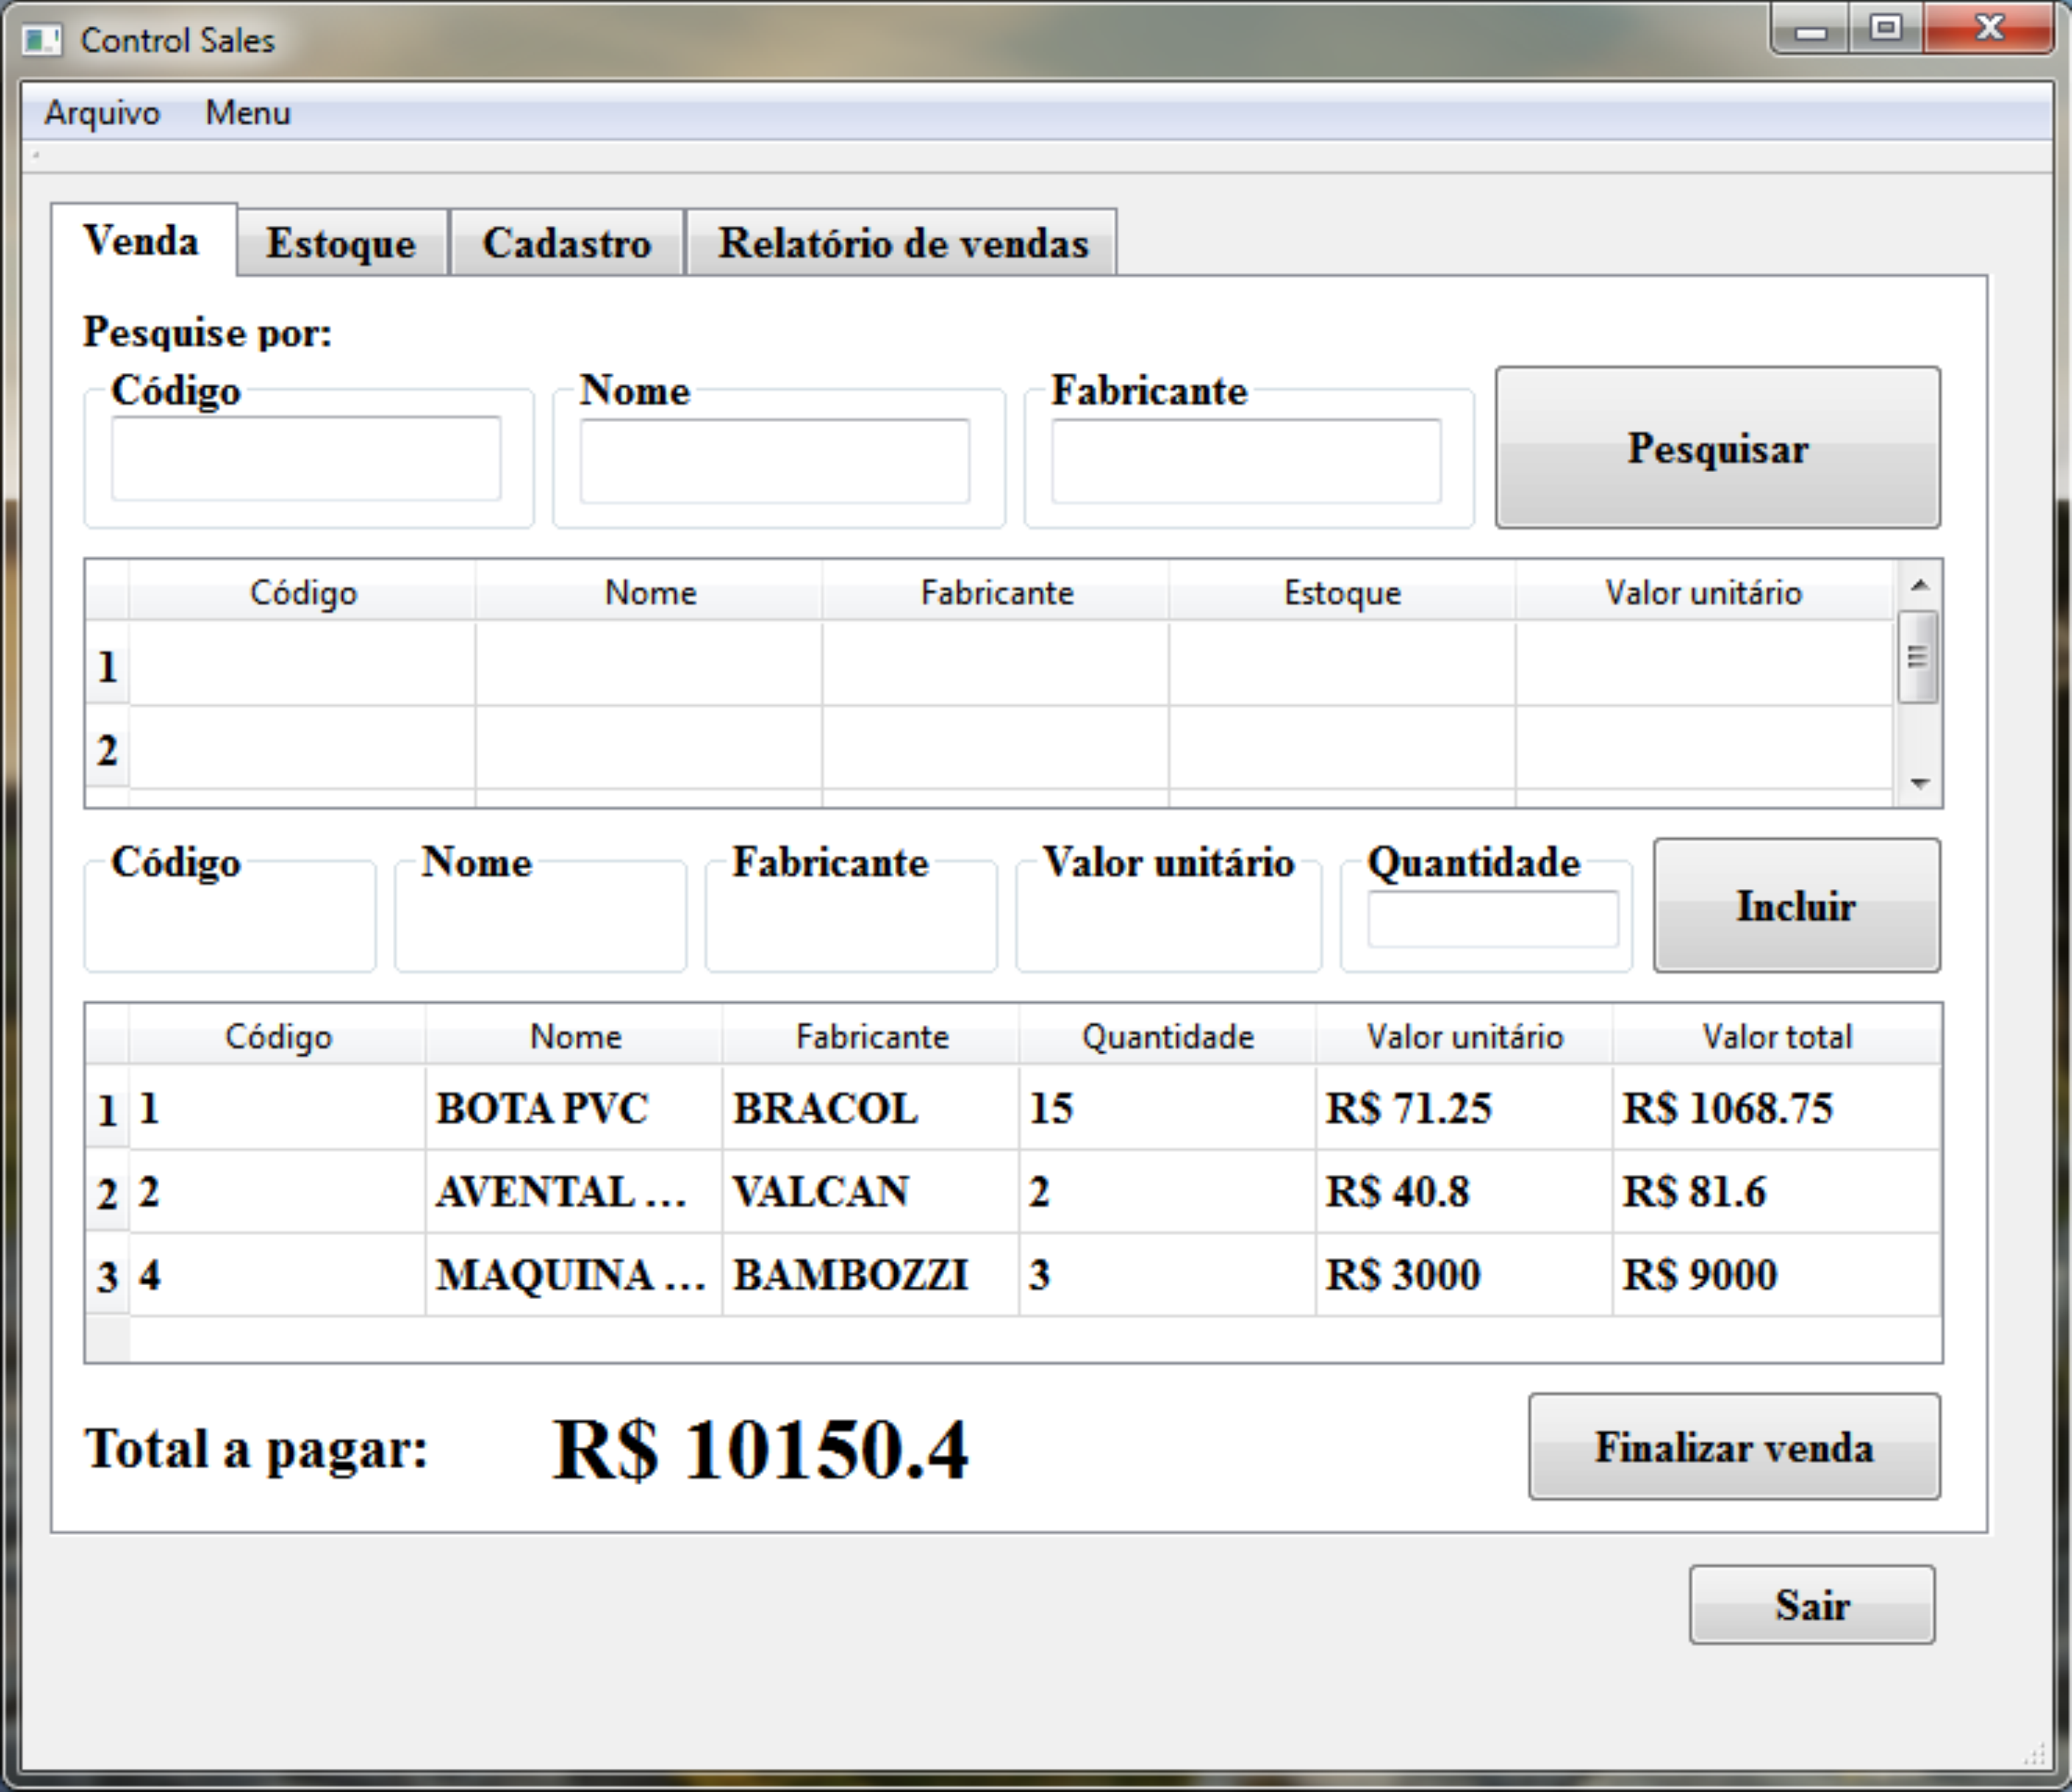 Control Sales
Arquivo Menu
Venda Estoque Cadastro Relatório de vendas
Pesquise por:
Código Nome Fabricante
Pesquisar
Código Nome Fabricante Estoque Valor unitário
1
2
Código Nome Fabricante Valor unitário Quantidade
Incluir
Código Nome Fabricante Quantidade Valor unitário Valor total
1 1 BOTA PVC BRACOL 15 R$ 71.25 R$ 1068.75
2 2 AVENTAL ... VALCAN 2 R$ 40.8 R$ 81.6
3 4 MAQUINA ... BAMBOZZI 3 R$ 3000 R$ 9000
Total a pagar: R$ 10150.4 Finalizar venda
Sair